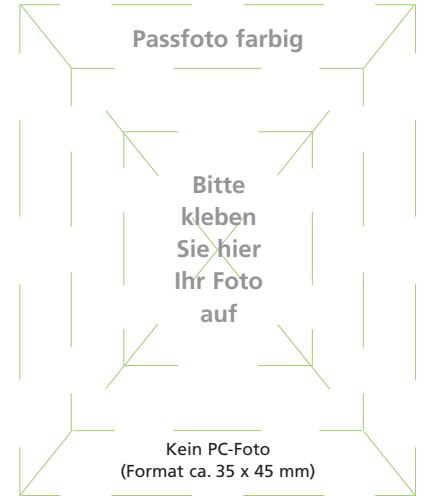 Passfoto farbig
Bitte
kleben
Sie hier
Ihr Foto
auf
Kein PC-Foto
(Format ca. 35 x 45 mm)